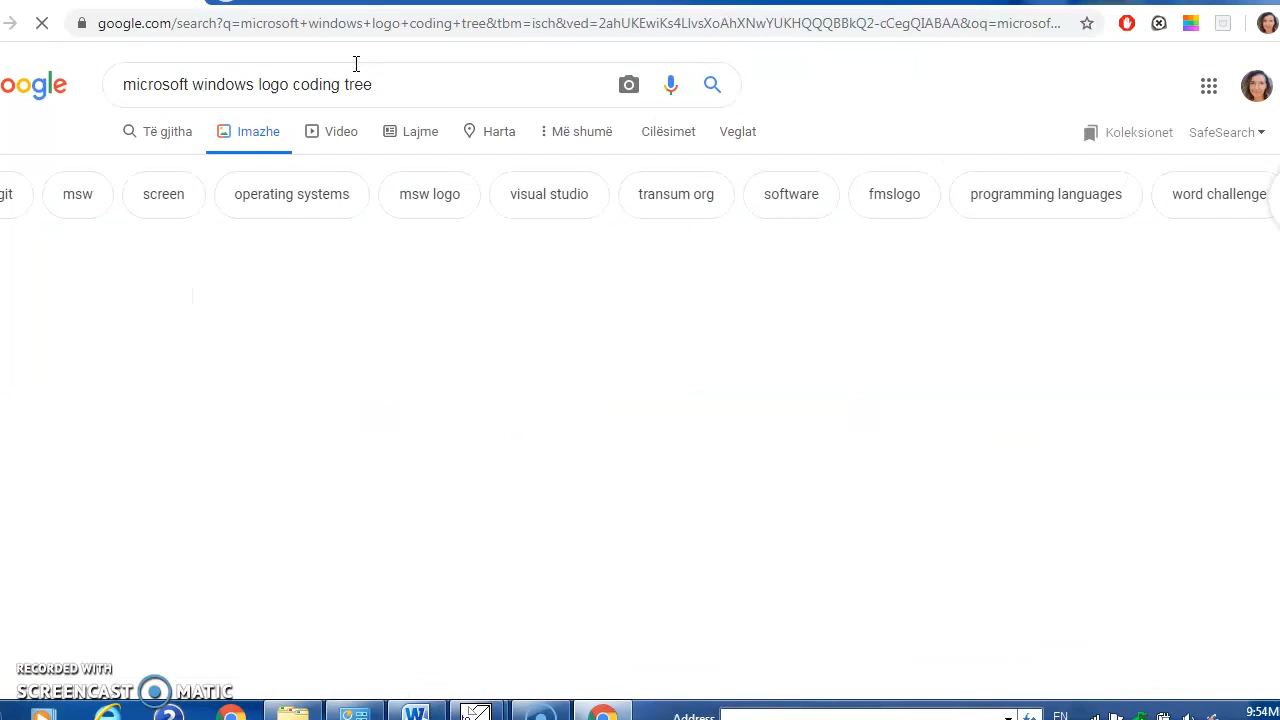 google.com/search?q=microsoft+windows+logo+coding+tree&tbm=isch&ved=2ahUKEwiKs4LIvsXoAhXNwYUKHQQQBBkQ2-cCegQIABAA&oq=microsof...
oogle microsoft windows logo coding tree
Të gjitha Imazhe Video Lajme Harta Më shumë Cilësimet Veglat Koleksionet SafeSearch
git msw screen operating systems msw logo visual studio transum org software fmslogo programming languages word challenge
RECORDED WITH
SCREENCAST MATIC
Address EN 9:54